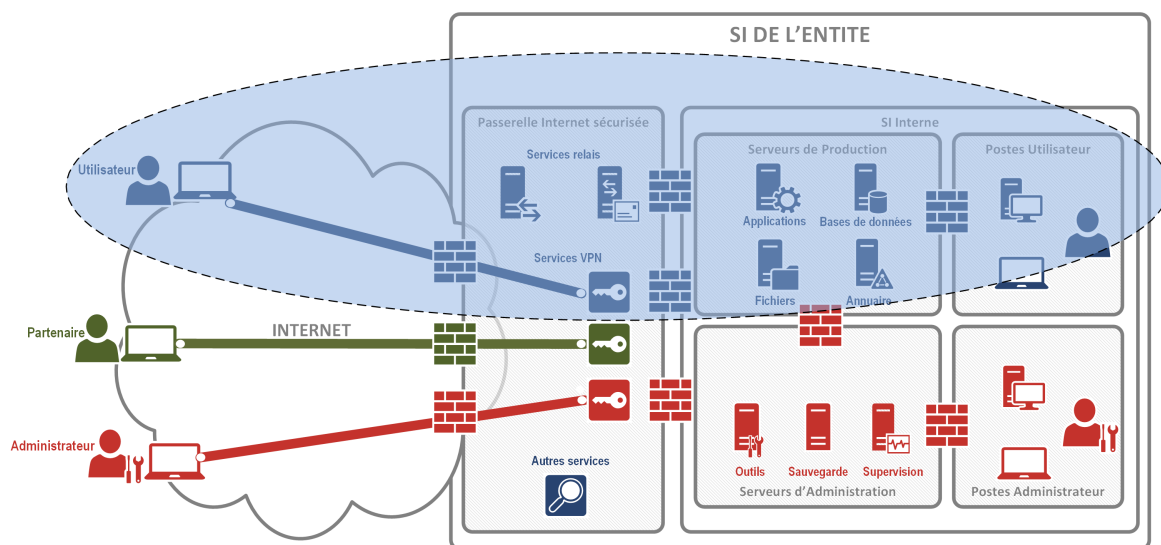 SI DE L'ENTITE
Passerelle Internet sécurisée
SI Interne
Services relais
Serveurs de Production
Postes Utilisateur
Utilisateur
Applications
Bases de données
Services VPN
Fichiers
Annuaire
Partenaire
INTERNET
Administrateur
Autres services
Outils
Sauvegarde
Supervision
Serveurs d'Administration
Postes Administrateur